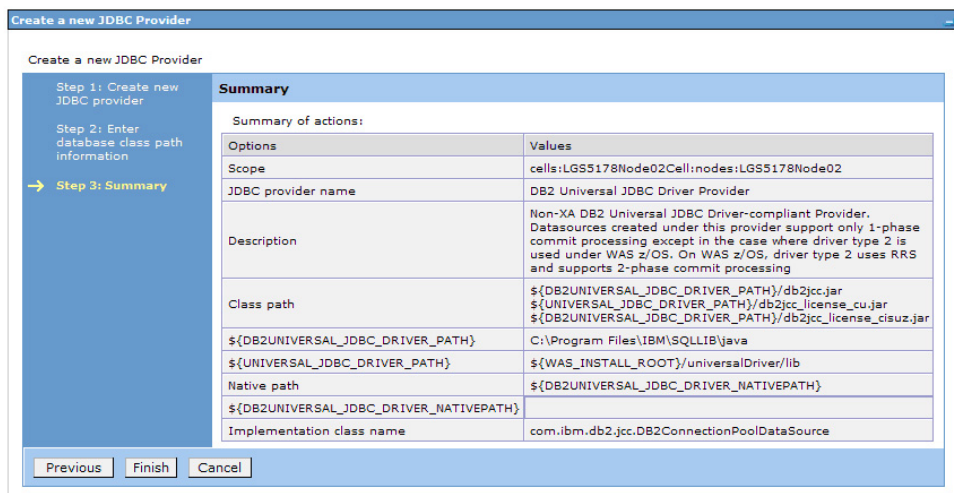 Create a new JDBC Provider
Create a new JDBC Provider
Step 1: Create new
JDBC provider
Step 2: Enter
database class path
information
Step 3: Summary
Summary
Summary of actions:
Options Values
Scope cells:LGS5178Node02Cell:nodes:LGS5178Node02
JDBC provider name DB2 Universal JDBC Driver Provider
Description
Non-XA DB2 Universal JDBC Driver-compliant Provider.
Datasources created under this provider support only 1-phase
commit processing except in the case where driver type 2 is
used under WAS z/OS. On WAS z/OS, driver type 2 uses RRS
and supports 2-phase commit processing
Class path
${DB2UNIVERSAL_JDBC_DRIVER_PATH}/db2jcc.jar
${UNIVERSAL_JDBC_DRIVER_PATH}/db2jcc_license_cu.jar
${DB2UNIVERSAL_JDBC_DRIVER_PATH}/db2jcc_license_cisuz.jar
${DB2UNIVERSAL_JDBC_DRIVER_PATH} C:\Program Files\IBM\SQLLIB\java
${UNIVERSAL_JDBC_DRIVER_PATH} ${WAS_INSTALL_ROOT}/universalDriver/lib
Native path ${DB2UNIVERSAL_JDBC_DRIVER_NATIVEPATH}
${DB2UNIVERSAL_JDBC_DRIVER_NATIVEPATH}
Implementation class name com.ibm.db2.jcc.DB2ConnectionPoolDataSource
Previous Finish Cancel